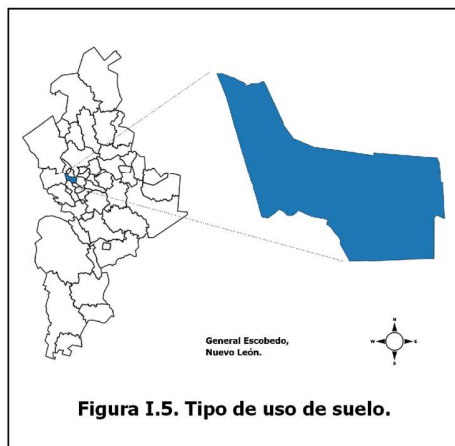 General Escobedo,
Nuevo León.
N
W E
S
Figura I.5. Tipo de uso de suelo.